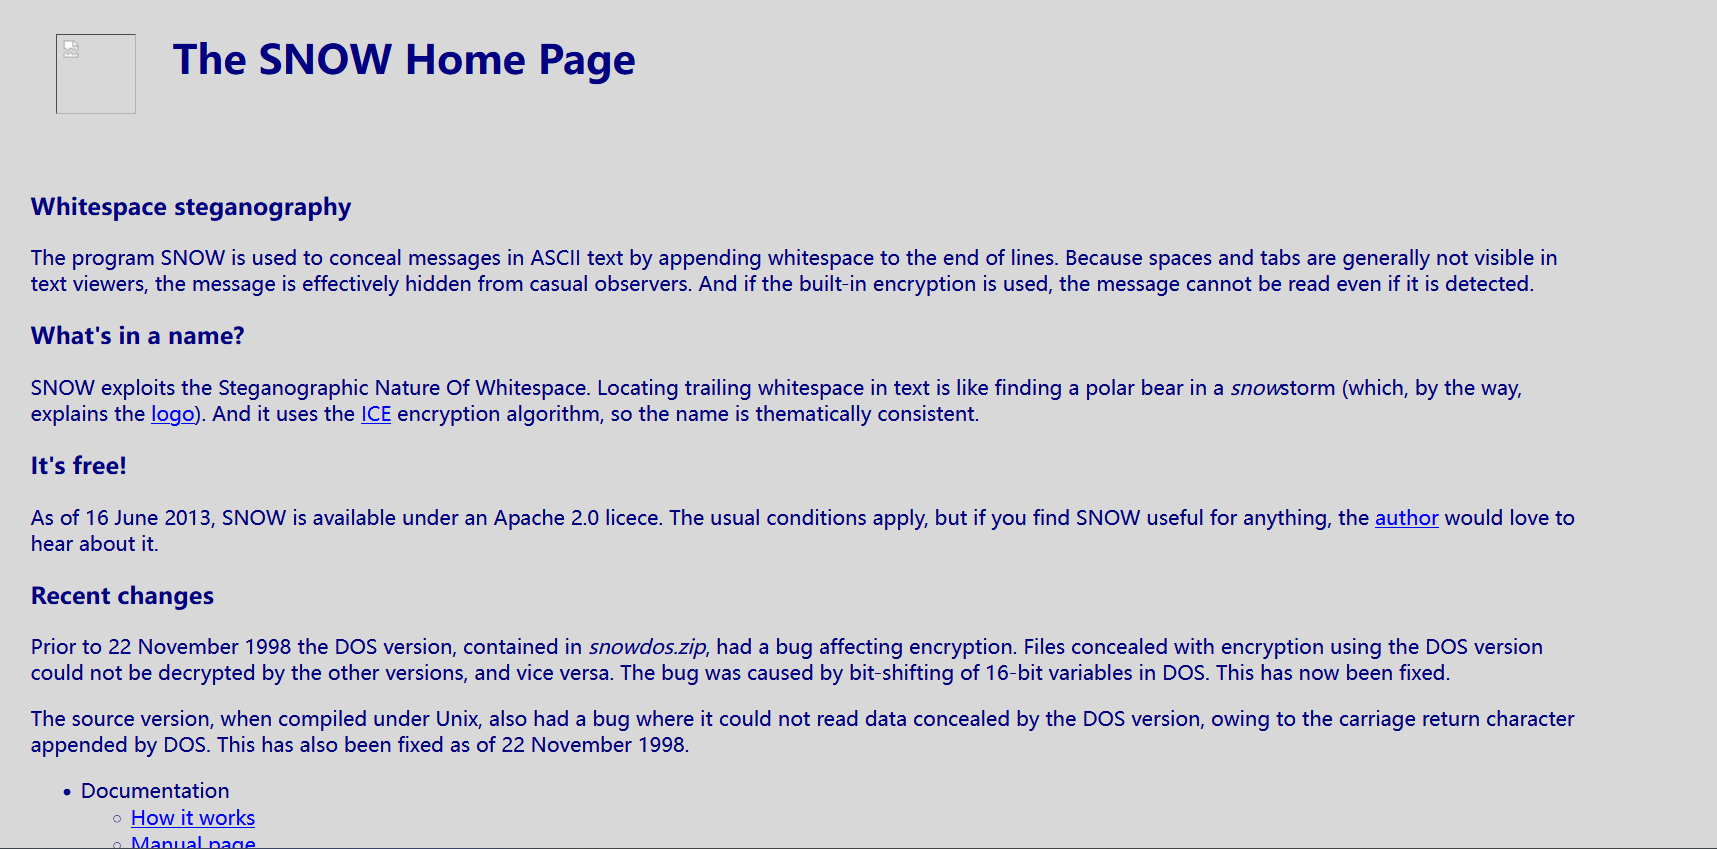 The SNOW Home Page
Whitespace steganography
The program SNOW is used to conceal messages in ASCII text by appending whitespace to the end of lines. Because spaces and tabs are generally not visible in
text viewers, the message is effectively hidden from casual observers. And if the built-in encryption is used, the message cannot be read even if it is detected.
What's in a name?
SNOW exploits the Steganographic Nature Of Whitespace. Locating trailing whitespace in text is like finding a polar bear in a snowstorm (which, by the way,
explains the logo). And it uses the ICE encryption algorithm, so the name is thematically consistent.
It's free!
As of 16 June 2013, SNOW is available under an Apache 2.0 licece. The usual conditions apply, but if you find SNOW useful for anything, the author would love to
hear about it.
Recent changes
Prior to 22 November 1998 the DOS version, contained in snowdos.zip, had a bug affecting encryption. Files concealed with encryption using the DOS version
could not be decrypted by the other versions, and vice versa. The bug was caused by bit-shifting of 16-bit variables in DOS. This has now been fixed.
The source version, when compiled under Unix, also had a bug where it could not read data concealed by the DOS version, owing to the carriage return character
appended by DOS. This has also been fixed as of 22 November 1998.
• Documentation
○ How it works
○ Manual page